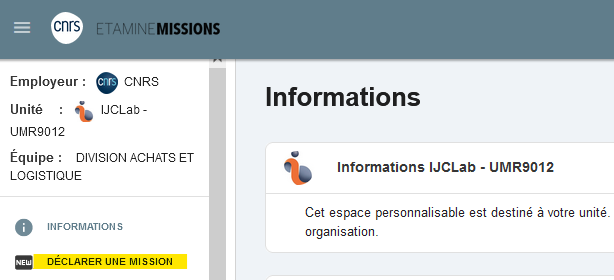 cnrs ETAMINEMISSIONS
Employeur : cnrs CNRS
Unité : IJCLab -
UMR9012
Équipe : DIVISION ACHATS ET
LOGISTIQUE
INFORMATIONS
NEW DÉCLARER UNE MISSION
Informations
Informations IJCLab - UMR9012
Cet espace personnalisable est destiné à votre unité.
organisation.